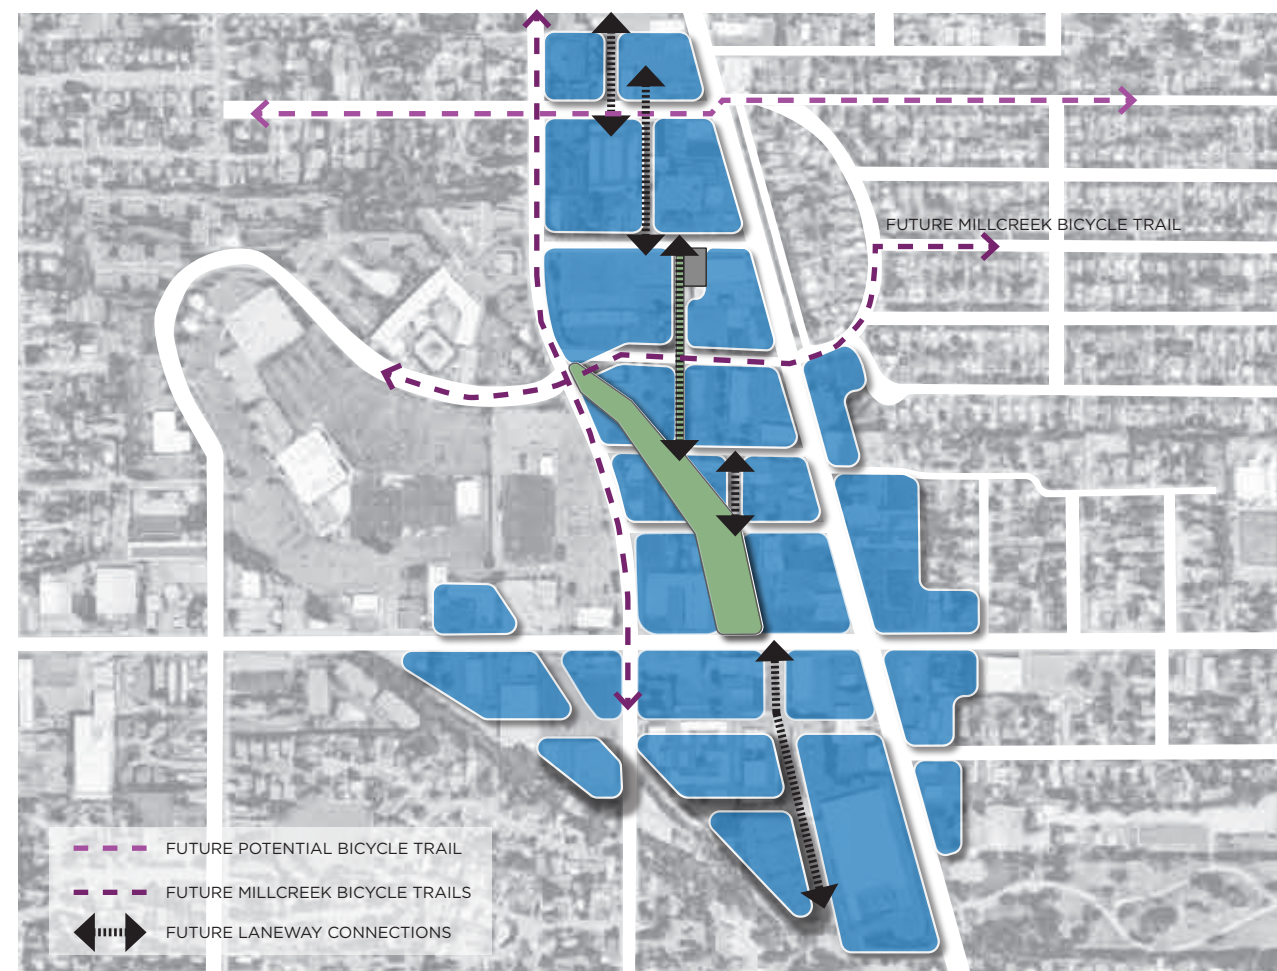 FUTURE MILLCREEK BICYCLE TRAIL
FUTURE POTENTIAL BICYCLE TRAIL
FUTURE MILLCREEK BICYCLE TRAILS
FUTURE LANEWAY CONNECTIONS